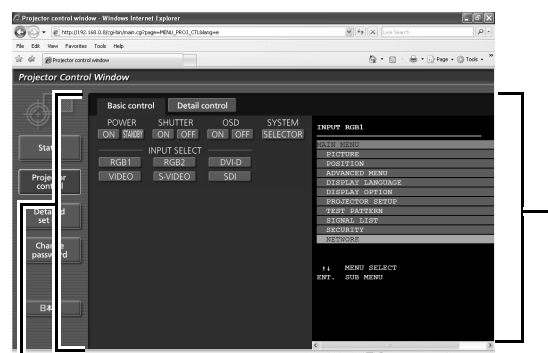 Projector control window - Windows Internet Explorer
http://192.168.0.8/cgi-bin/main.cgi?page=MENU_PROJ_CTL&lang=e
Live Search
File Edit View Favorites Tools Help
Projector control window
Page Tools
Projector Control Window
Basic control Detail control
POWER SHUTTER OSD SYSTEM
ON STANDBY ON OFF ON OFF SELECTOR
INPUT SELECT
RGB1 RGB2 DVI-D
VIDEO S-VIDEO SDI
INPUT RGB1
MAIN MENU
PICTURE
POSITION
ADVANCED MENU
DISPLAY LANGUAGE
DISPLAY OPTION
PROJECTOR SETUP
TEST PATTERN
SIGNAL LIST
SECURITY
NETWORK
↑↓ MENU SELECT
ENT. SUB MENU